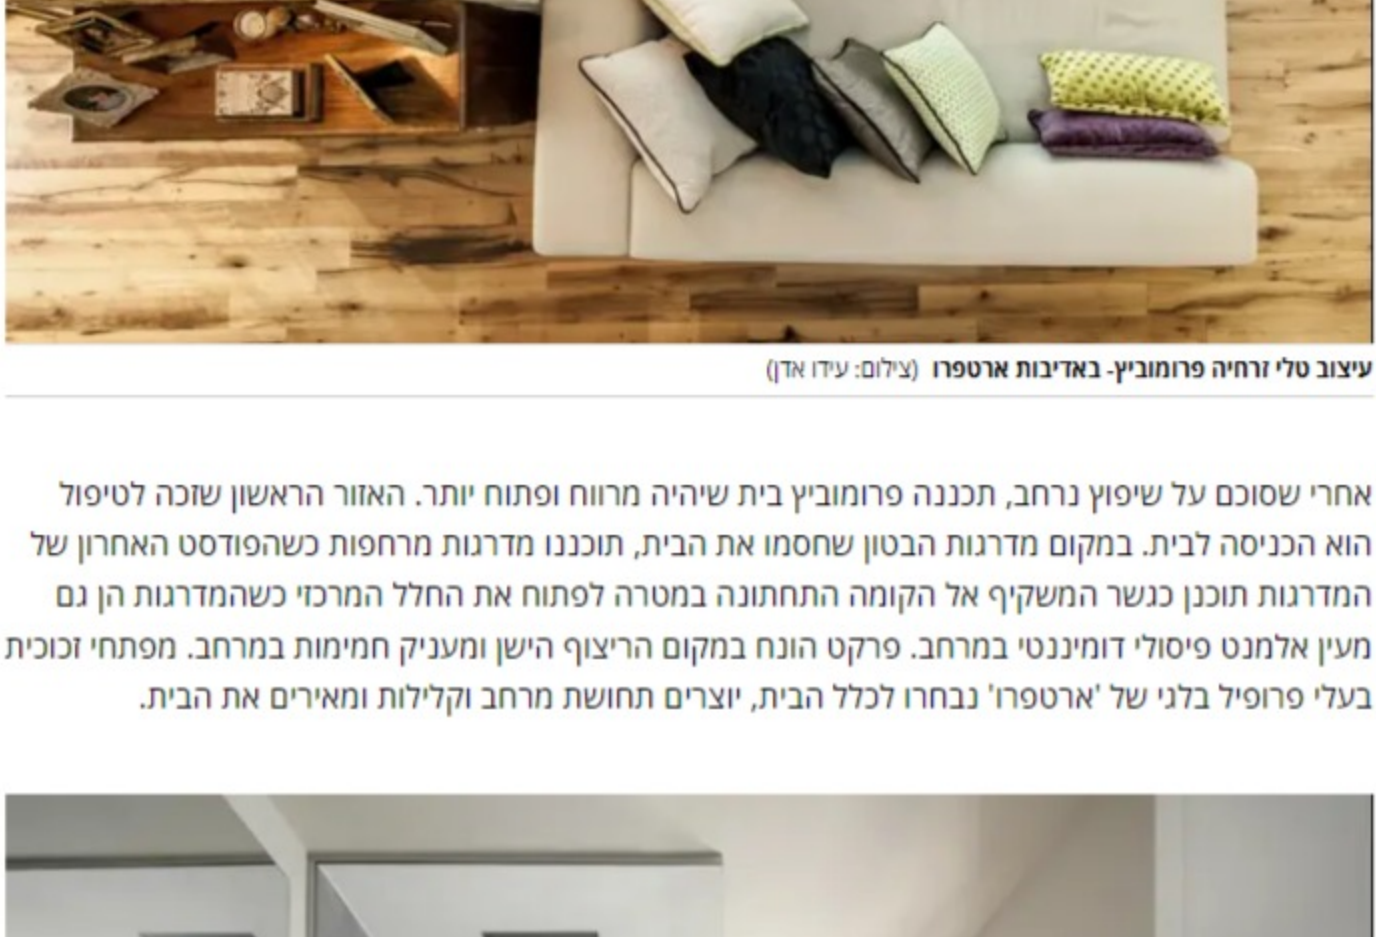 עיצוב טלי זרחיה פרומוביץ- באדיבות ארטפרו (צילום: עידו אדן)
אחרי שסוכם על שיפוץ נרחב, תכננה פרומוביץ בית שיהיה מרווח ופתוח יותר. האזור הראשון שזכה לטיפול
הוא הכניסה לבית. במקום מדרגות הבטון שחסמו את הבית, תוכננו מדרגות מרחפות כשהפודסט האחרון של
המדרגות תוכנן כגשר המשקיף אל הקומה התחתונה במטרה לפתוח את החלל המרכזי כשהמדרגות הן גם
מעין אלמנט פיסולי דומיננטי במרחב. פרקט הונח במקום הריצוף הישן ומעניק חמימות במרחב. מפתחי זכוכית
בעלי פרופיל בלגי של 'ארטפרו' נבחרו לכלל הבית, יוצרים תחושת מרחב וקלילות ומאירים את הבית.